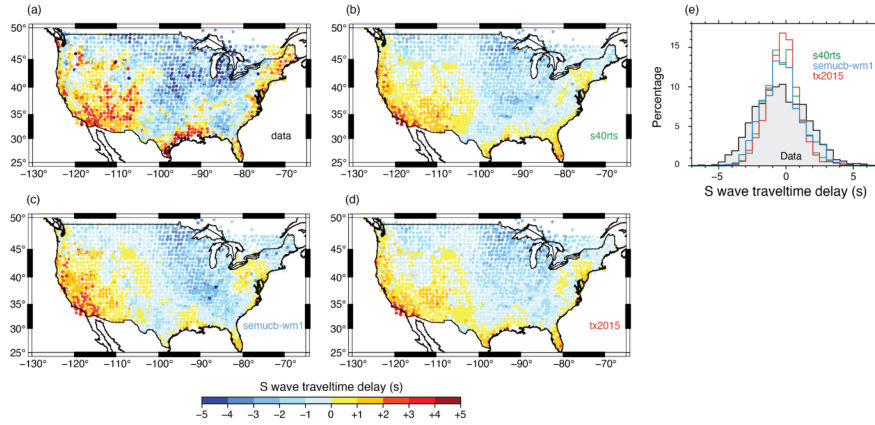 (a)
(b)
(e)
50°
45°
40°
35°
30°
25°
data
−130° −120° −110° −100° −90° −80° −70°
50°
45°
40°
35°
30°
25°
s40rts
−130° −120° −110° −100° −90° −80° −70°
Percentage
15
10
5
0
s40rts
semucb-wm1
tx2015
Data
−5 0 5
S wave traveltime delay (s)
(c)
(d)
50°
45°
40°
35°
30°
25°
semucb-wm1
−130° −120° −110° −100° −90° −80° −70°
50°
45°
40°
35°
30°
25°
tx2015
−130° −120° −110° −100° −90° −80° −70°
S wave traveltime delay (s)
−5 −4 −3 −2 −1 0 +1 +2 +3 +4 +5